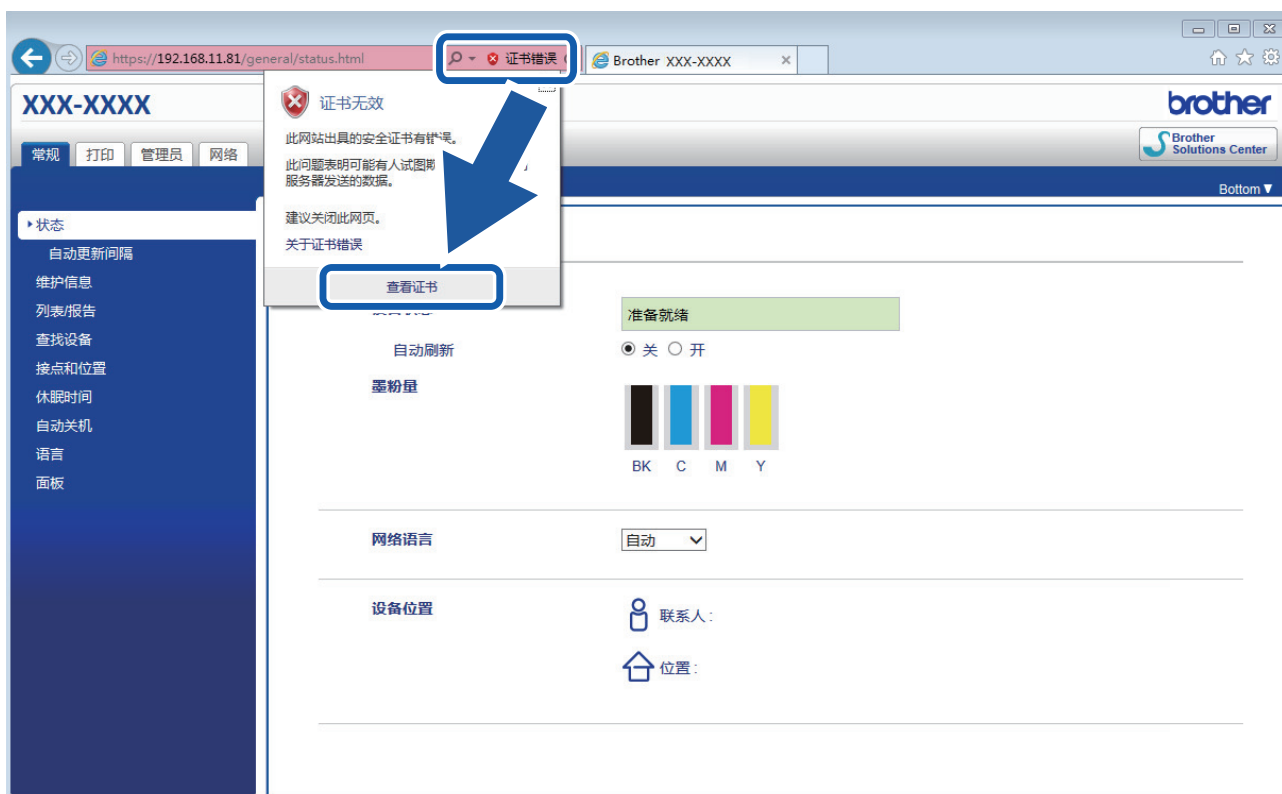 https://192.168.11.81/general/status.html
证书错误
Brother XXX-XXXX
XXX-XXXX
brother
常规
打印
管理员
网络
Brother
Solutions Center
Bottom▼
证书无效
此网站出具的安全证书有错误。
此问题表明可能有人试图
服务器发送的数据。
建议关闭此网页。
关于证书错误
查看证书
状态
自动更新间隔
维护信息
列表/报告
查找设备
接点和位置
休眠时间
自动关机
语言
面板
准备就绪
自动刷新
关 开
墨粉量
BK C M Y
网络语言
自动
设备位置
联系人:
位置: